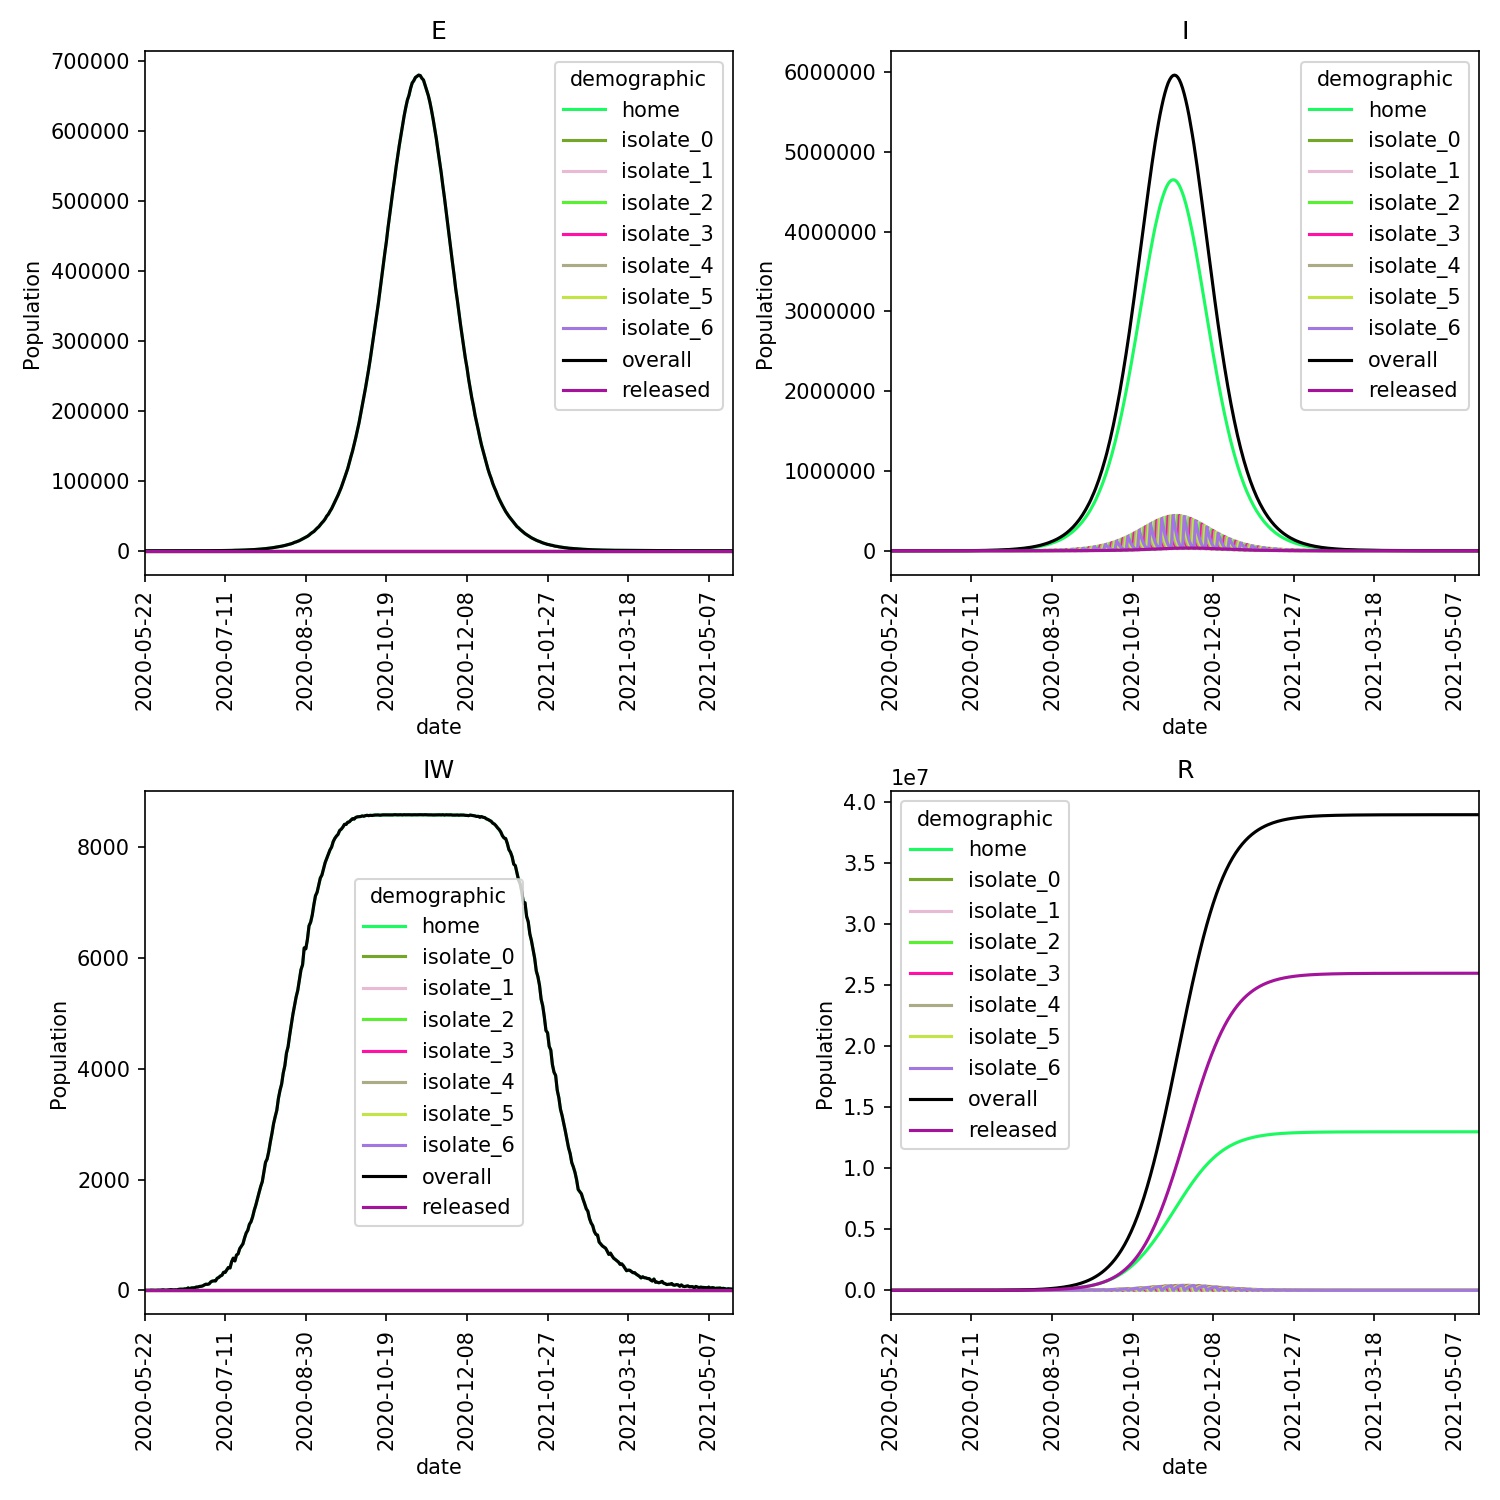 E
700000
600000
500000
400000
300000
200000
100000
0
Population
demographic
home
isolate_0
isolate_1
isolate_2
isolate_3
isolate_4
isolate_5
isolate_6
overall
released
2020-05-22
2020-07-11
2020-08-30
2020-10-19
2020-12-08
2021-01-27
2021-03-18
2021-05-07
date
I
6000000
5000000
4000000
3000000
2000000
1000000
0
Population
demographic
home
isolate_0
isolate_1
isolate_2
isolate_3
isolate_4
isolate_5
isolate_6
overall
released
2020-05-22
2020-07-11
2020-08-30
2020-10-19
2020-12-08
2021-01-27
2021-03-18
2021-05-07
date
IW
8000
6000
4000
2000
0
Population
demographic
home
isolate_0
isolate_1
isolate_2
isolate_3
isolate_4
isolate_5
isolate_6
overall
released
2020-05-22
2020-07-11
2020-08-30
2020-10-19
2020-12-08
2021-01-27
2021-03-18
2021-05-07
date
R
1e7
4.0
3.5
3.0
2.5
2.0
1.5
1.0
0.5
0.0
Population
demographic
home
isolate_0
isolate_1
isolate_2
isolate_3
isolate_4
isolate_5
isolate_6
overall
released
2020-05-22
2020-07-11
2020-08-30
2020-10-19
2020-12-08
2021-01-27
2021-03-18
2021-05-07
date